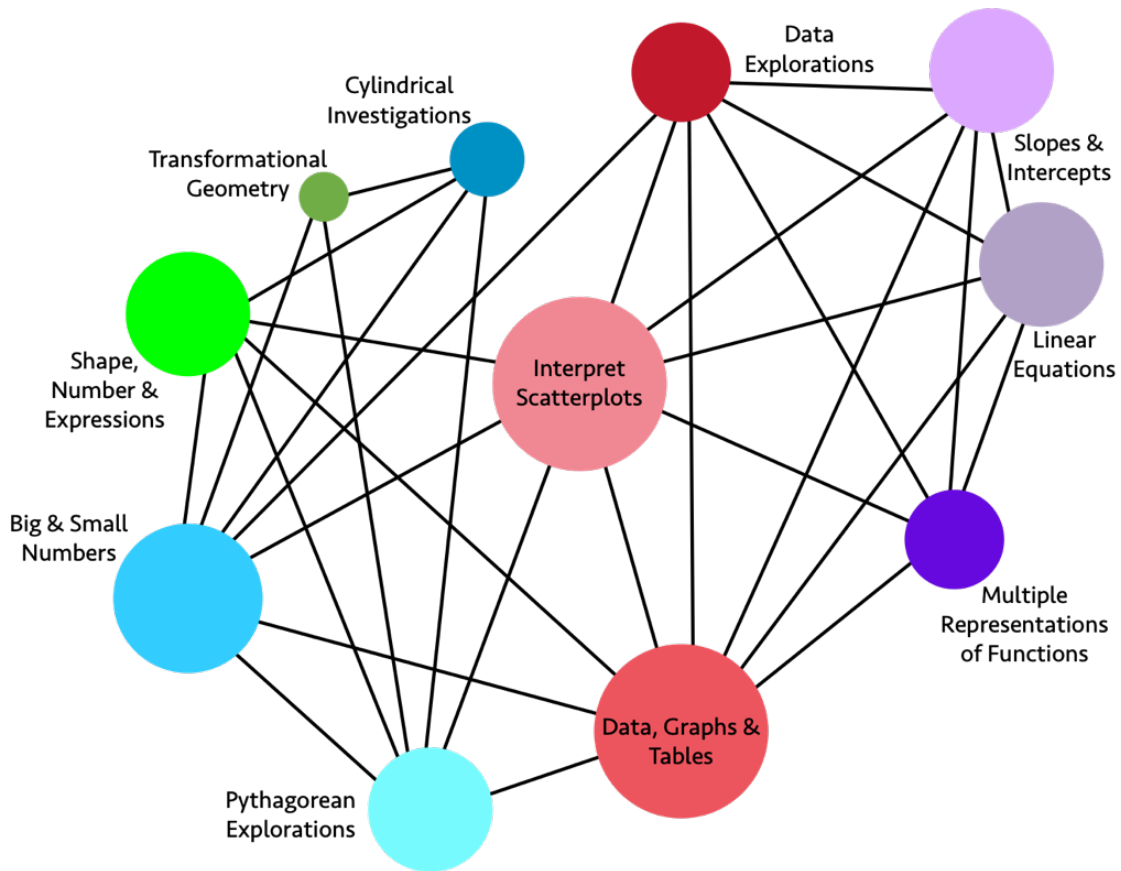 Data
Explorations
Cylindrical
Investigations
Slopes &
Intercepts
Transformational
Geometry
Linear
Equations
Shape,
Number &
Expressions
Interpret
Scatterplots
Big & Small
Numbers
Multiple
Representations
of Functions
Data, Graphs &
Tables
Pythagorean
Explorations